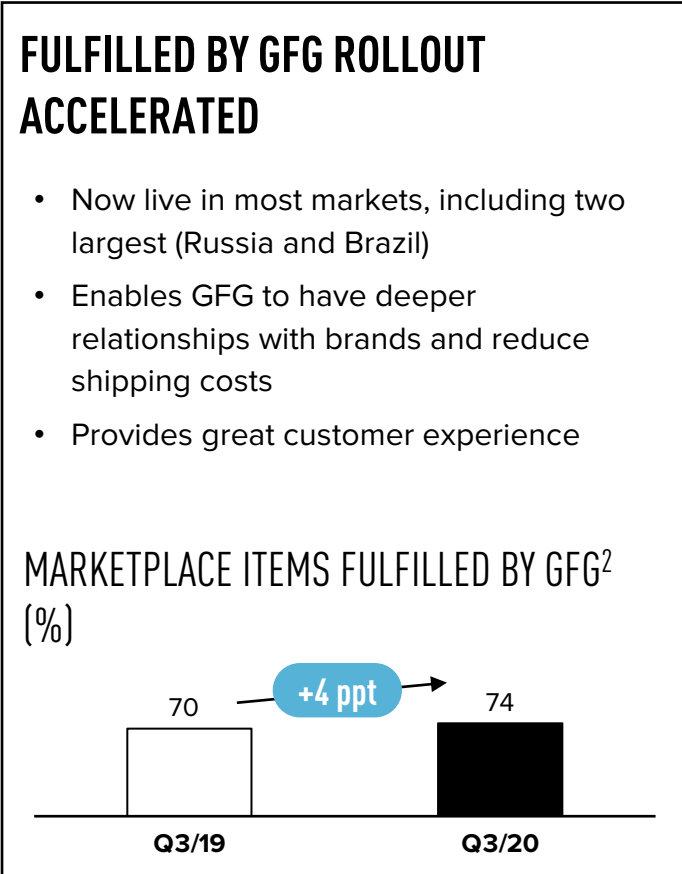 FULFILLED BY GFG ROLLOUT
ACCELERATED
• Now live in most markets, including two
largest (Russia and Brazil)
• Enables GFG to have deeper
relationships with brands and reduce
shipping costs
• Provides great customer experience
MARKETPLACE ITEMS FULFILLED BY GFG²
(%)
+4 ppt
70
74
Q3/19
Q3/20